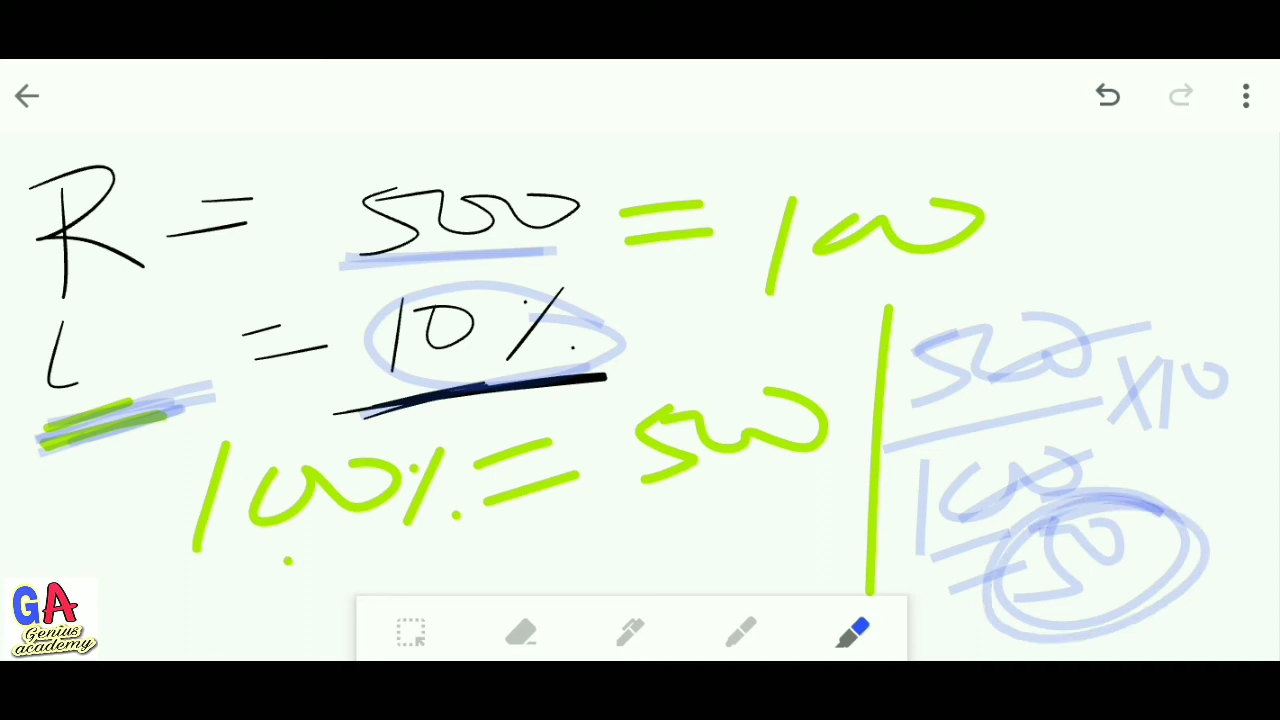 R = 500 = 100
L = 10%
100% = 500
500 × 10
100
= 50
GA
Genius
academy